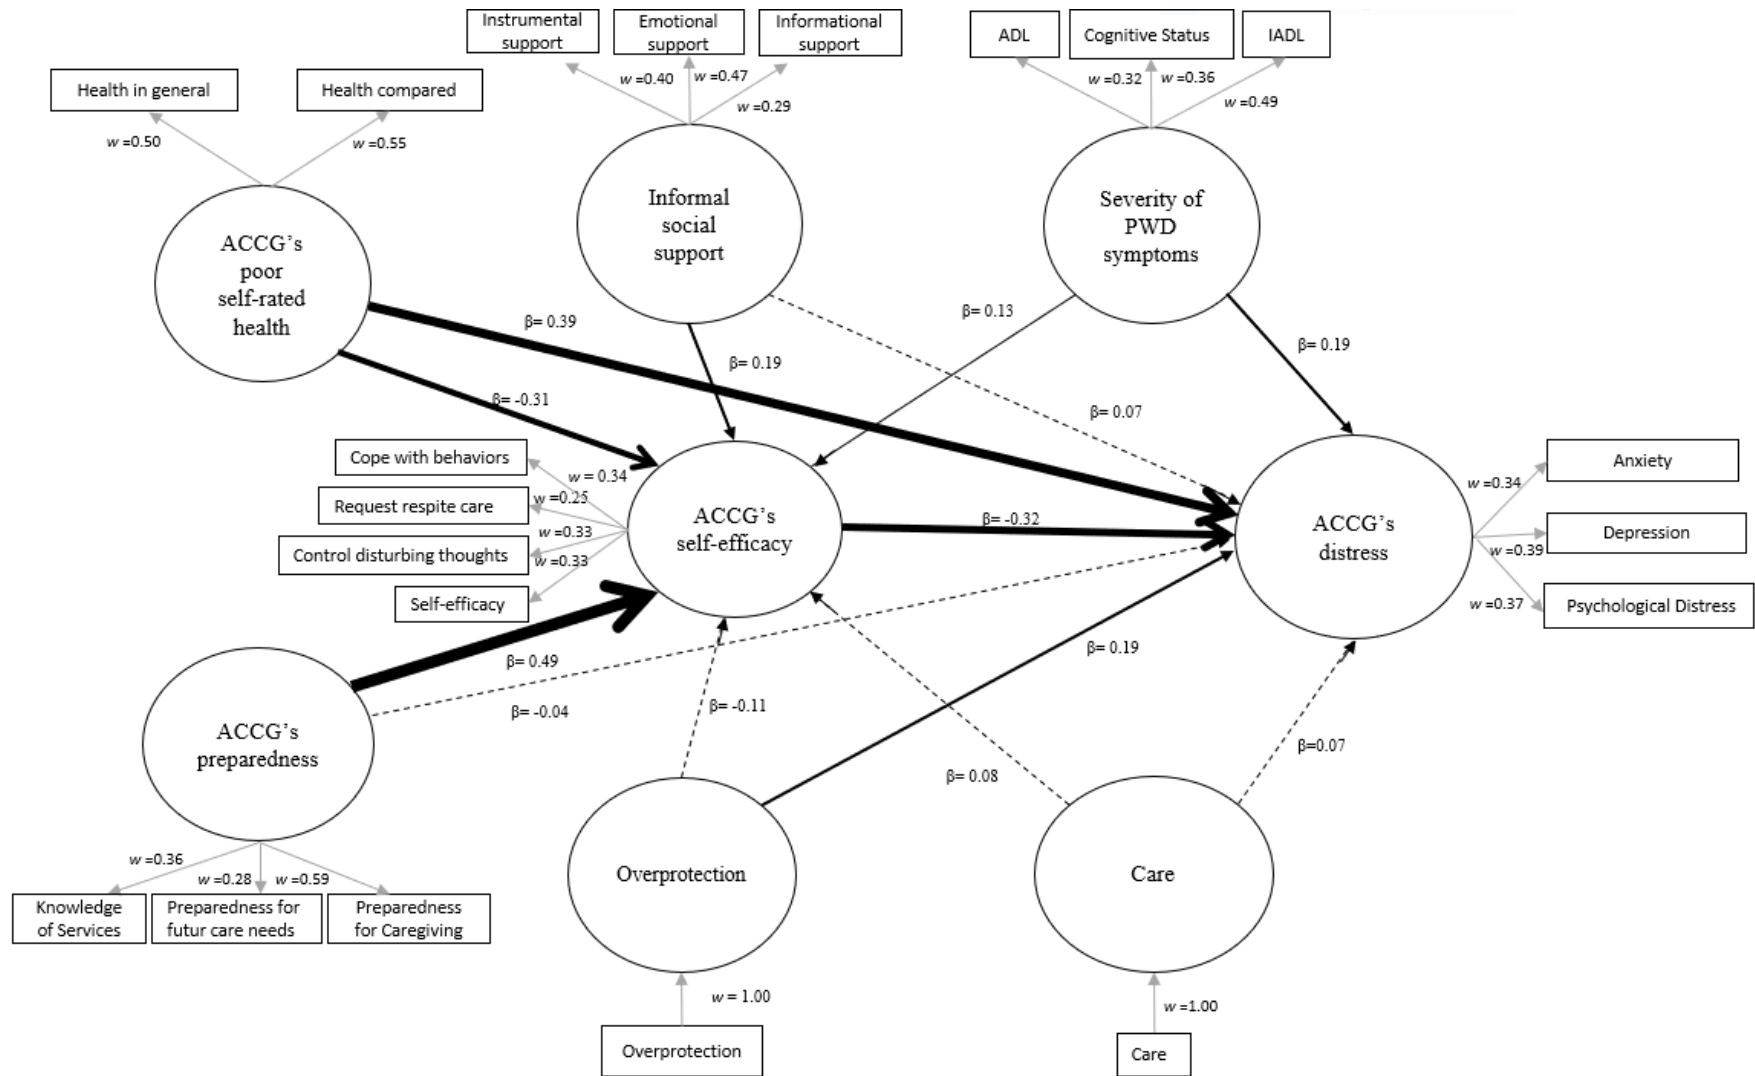 Instrumental
support
Emotional
support
Informational
support
ADL
Cognitive Status
IADL
Health in general
Health compared
w =0.40
w =0.47
w =0.29
w =0.32
w =0.36
w =0.49
w =0.50
w =0.55
ACCG’s
poor
self-rated
health
Informal
social
support
Severity of
PWD
symptoms
β= 0.39
β= 0.19
β= 0.13
β= 0.19
β= -0.31
β= 0.07
Cope with behaviors
Request respite care
Control disturbing thoughts
Self-efficacy
w = 0.34
w =0.25
w =0.33
w =0.33
ACCG’s
self-efficacy
β= -0.32
ACCG’s
distress
w =0.34
w =0.39
w =0.37
Anxiety
Depression
Psychological Distress
β= 0.49
β= -0.04
β= -0.11
β= 0.19
β= 0.08
β=0.07
ACCG’s
preparedness
w =0.36
w =0.28
w =0.59
Knowledge
of Services
Preparedness for
futur care needs
Preparedness
for Caregiving
Overprotection
Care
w = 1.00
w =1.00
Overprotection
Care